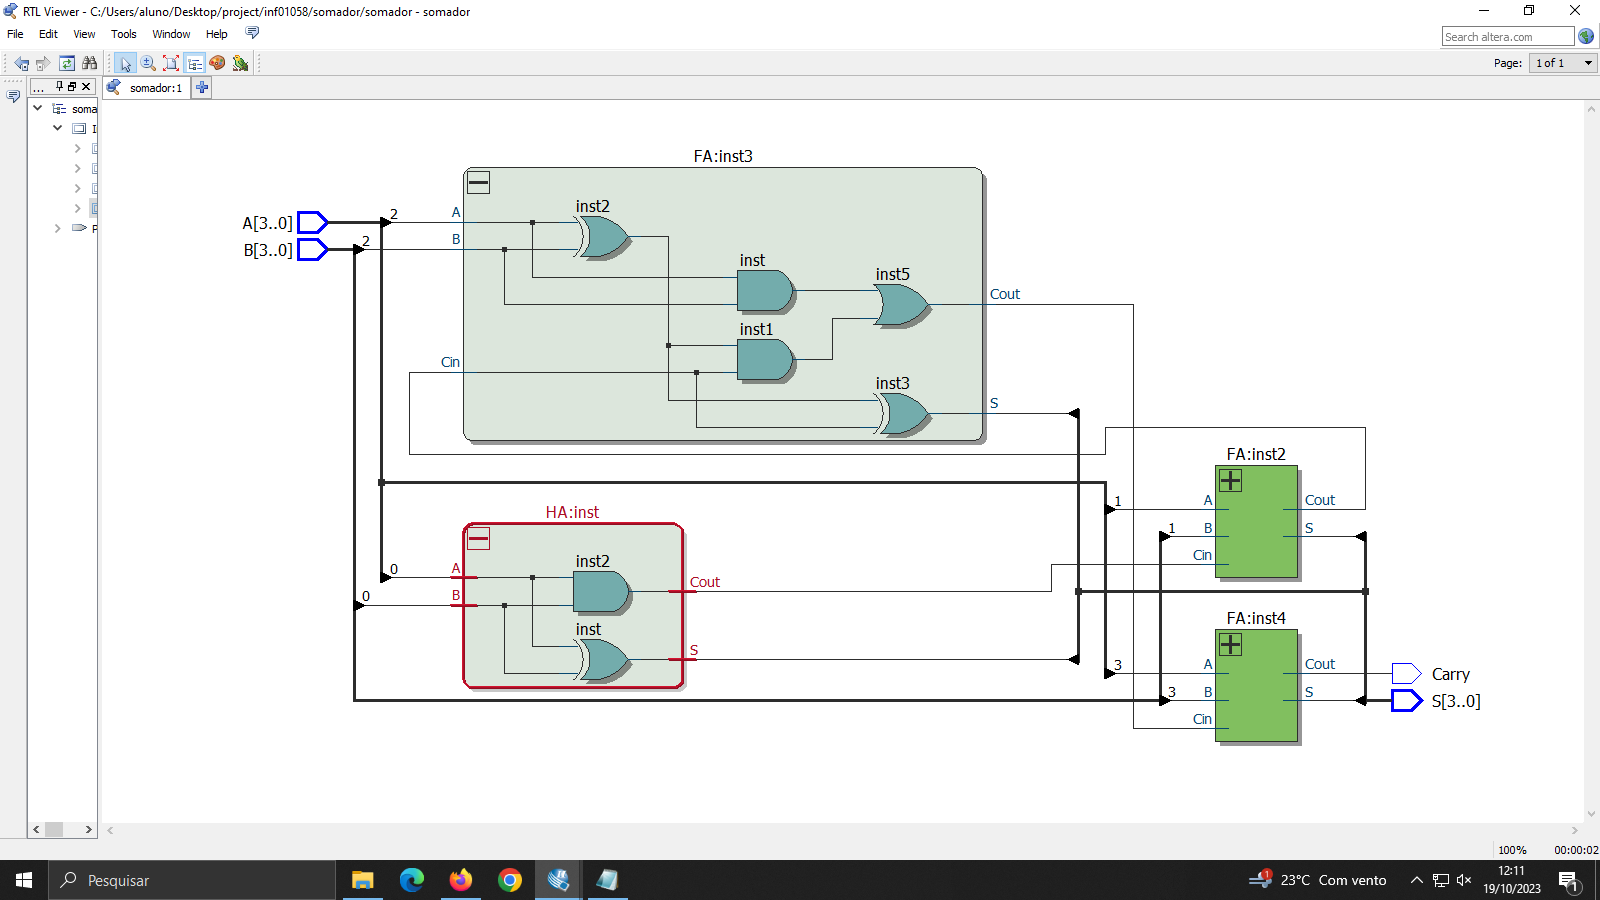 RTL Viewer - C:/Users/aluno/Desktop/project/inf01058/somador/somador - somador
File Edit View Tools Window Help
Search altera.com
Page: 1 of 1
...
somador:1
soma
I
P
FA:inst3
A[3..0]
B[3..0]
2
2
A
B
Cin
inst2
inst
inst1
inst5
inst3
Cout
S
HA:inst
0
0
A
B
inst2
inst
Cout
S
FA:inst2
1
1
A
B
Cin
Cout
S
FA:inst4
3
3
A
B
Cin
Cout
S
Carry
S[3..0]
100% 00:00:02
Pesquisar
1
23°C Com vento
12:11
19/10/2023
1